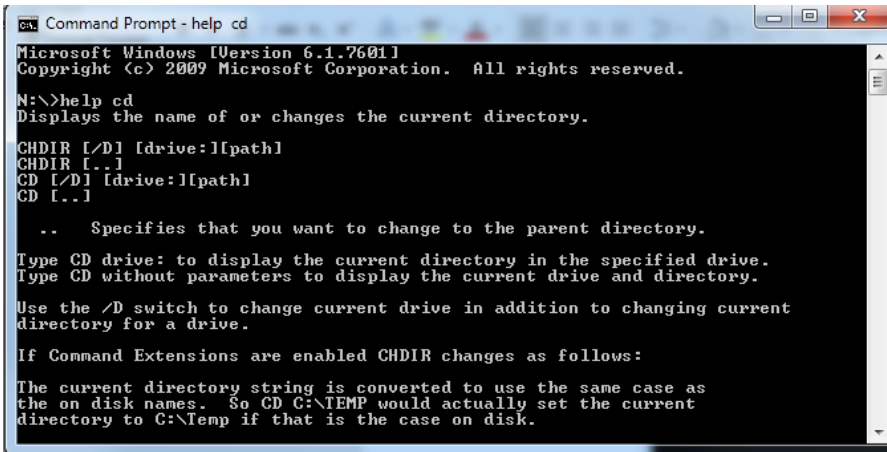 Command Prompt - help cd
Microsoft Windows [Version 6.1.7601]
Copyright (c) 2009 Microsoft Corporation.  All rights reserved.
N:\>help cd
Displays the name of or changes the current directory.
CHDIR [/D] [drive:][path]
CHDIR [..]
CD [/D] [drive:][path]
CD [..]
  ..   Specifies that you want to change to the parent directory.
Type CD drive: to display the current directory in the specified drive.
Type CD without parameters to display the current drive and directory.
Use the /D switch to change current drive in addition to changing current
directory for a drive.
If Command Extensions are enabled CHDIR changes as follows:
The current directory string is converted to use the same case as
the on disk names.  So CD C:\TEMP would actually set the current
directory to C:\Temp if that is the case on disk.